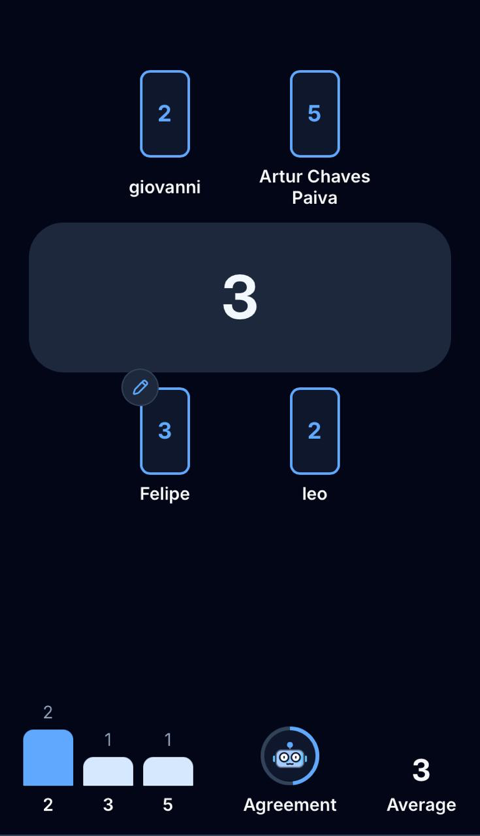 2
5
giovanni
Artur Chaves
Paiva
3
3
2
Felipe
leo
2
1
1
2
3
5
Agreement
3
Average